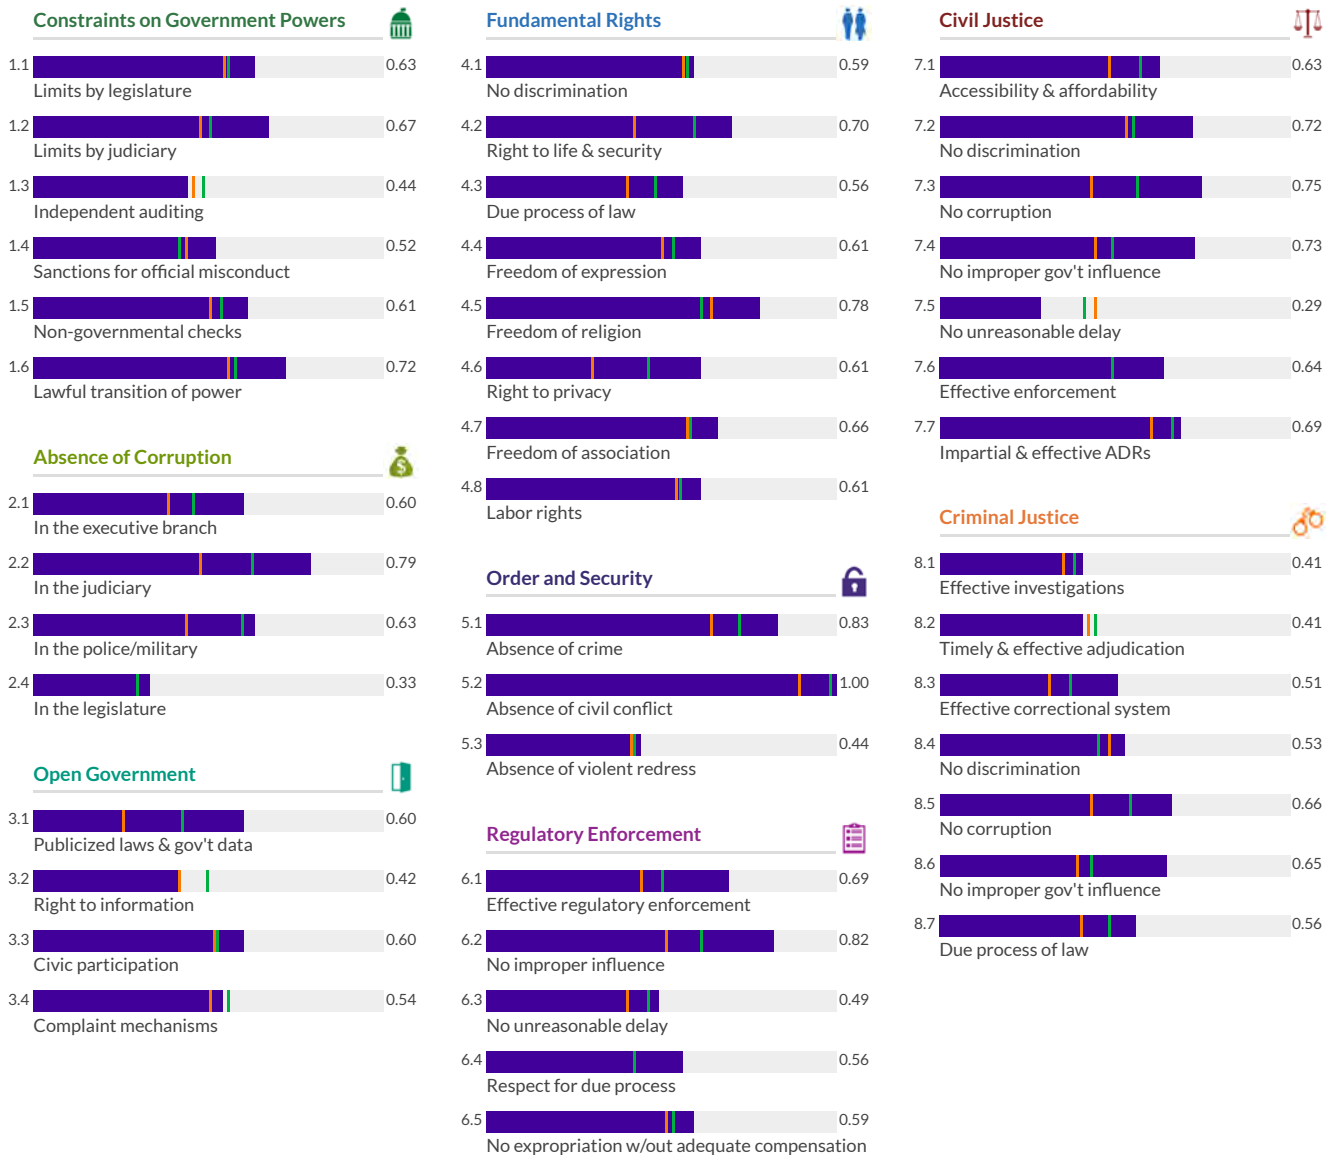 Constraints on Government Powers
1.1 0.63
Limits by legislature
1.2 0.67
Limits by judiciary
1.3 0.44
Independent auditing
1.4 0.52
Sanctions for official misconduct
1.5 0.61
Non-governmental checks
1.6 0.72
Lawful transition of power
Absence of Corruption
$
2.1 0.60
In the executive branch
2.2 0.79
In the judiciary
2.3 0.63
In the police/military
2.4 0.33
In the legislature
Open Government
3.1 0.60
Publicized laws & gov't data
3.2 0.42
Right to information
3.3 0.60
Civic participation
3.4 0.54
Complaint mechanisms
Fundamental Rights
4.1 0.59
No discrimination
4.2 0.70
Right to life & security
4.3 0.56
Due process of law
4.4 0.61
Freedom of expression
4.5 0.78
Freedom of religion
4.6 0.61
Right to privacy
4.7 0.66
Freedom of association
4.8 0.61
Labor rights
Order and Security
5.1 0.83
Absence of crime
5.2 1.00
Absence of civil conflict
5.3 0.44
Absence of violent redress
Regulatory Enforcement
6.1 0.69
Effective regulatory enforcement
6.2 0.82
No improper influence
6.3 0.49
No unreasonable delay
6.4 0.56
Respect for due process
6.5 0.59
No expropriation w/out adequate compensation
Civil Justice
7.1 0.63
Accessibility & affordability
7.2 0.72
No discrimination
7.3 0.75
No corruption
7.4 0.73
No improper gov't influence
7.5 0.29
No unreasonable delay
7.6 0.64
Effective enforcement
7.7 0.69
Impartial & effective ADRs
Criminal Justice
8.1 0.41
Effective investigations
8.2 0.41
Timely & effective adjudication
8.3 0.51
Effective correctional system
8.4 0.53
No discrimination
8.5 0.66
No corruption
8.6 0.65
No improper gov't influence
8.7 0.56
Due process of law